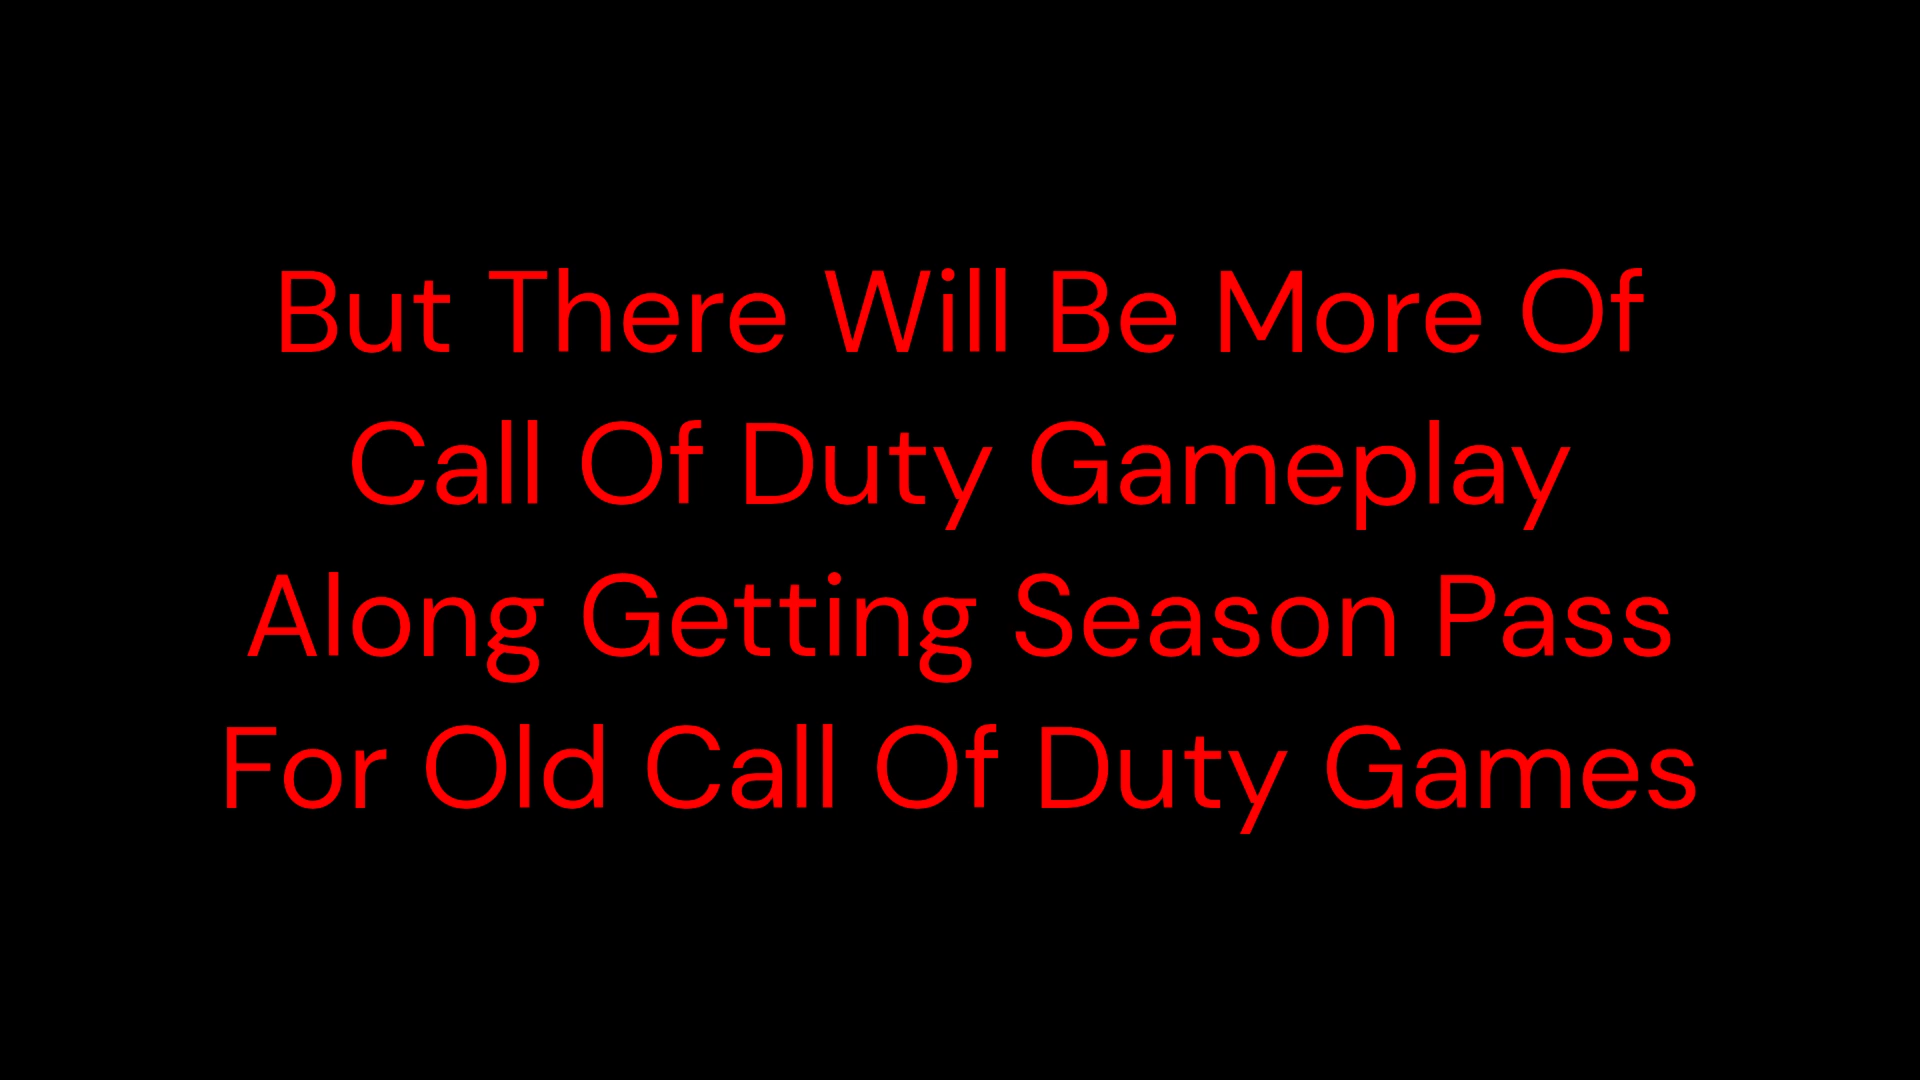 But There Will Be More Of
Call Of Duty Gameplay
Along Getting Season Pass
For Old Call Of Duty Games